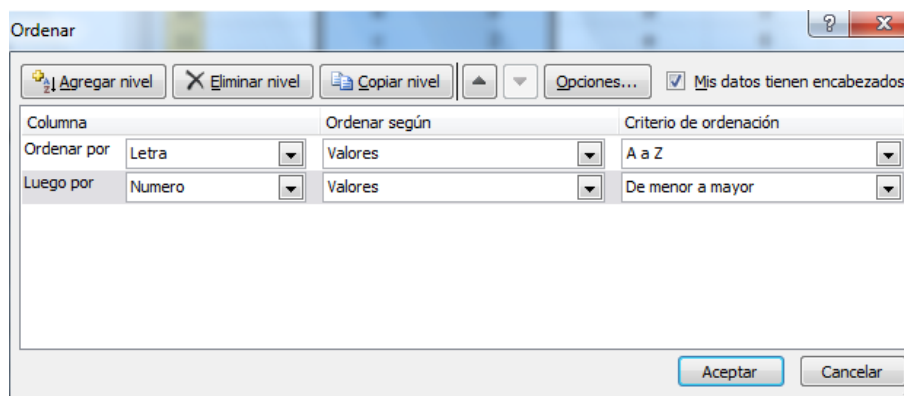 Ordenar
Agregar nivel Eliminar nivel Copiar nivel Opciones... Mis datos tienen encabezados
Columna Ordenar según Criterio de ordenación
Ordenar por Letra Valores A a Z
Luego por Numero Valores De menor a mayor
Aceptar Cancelar